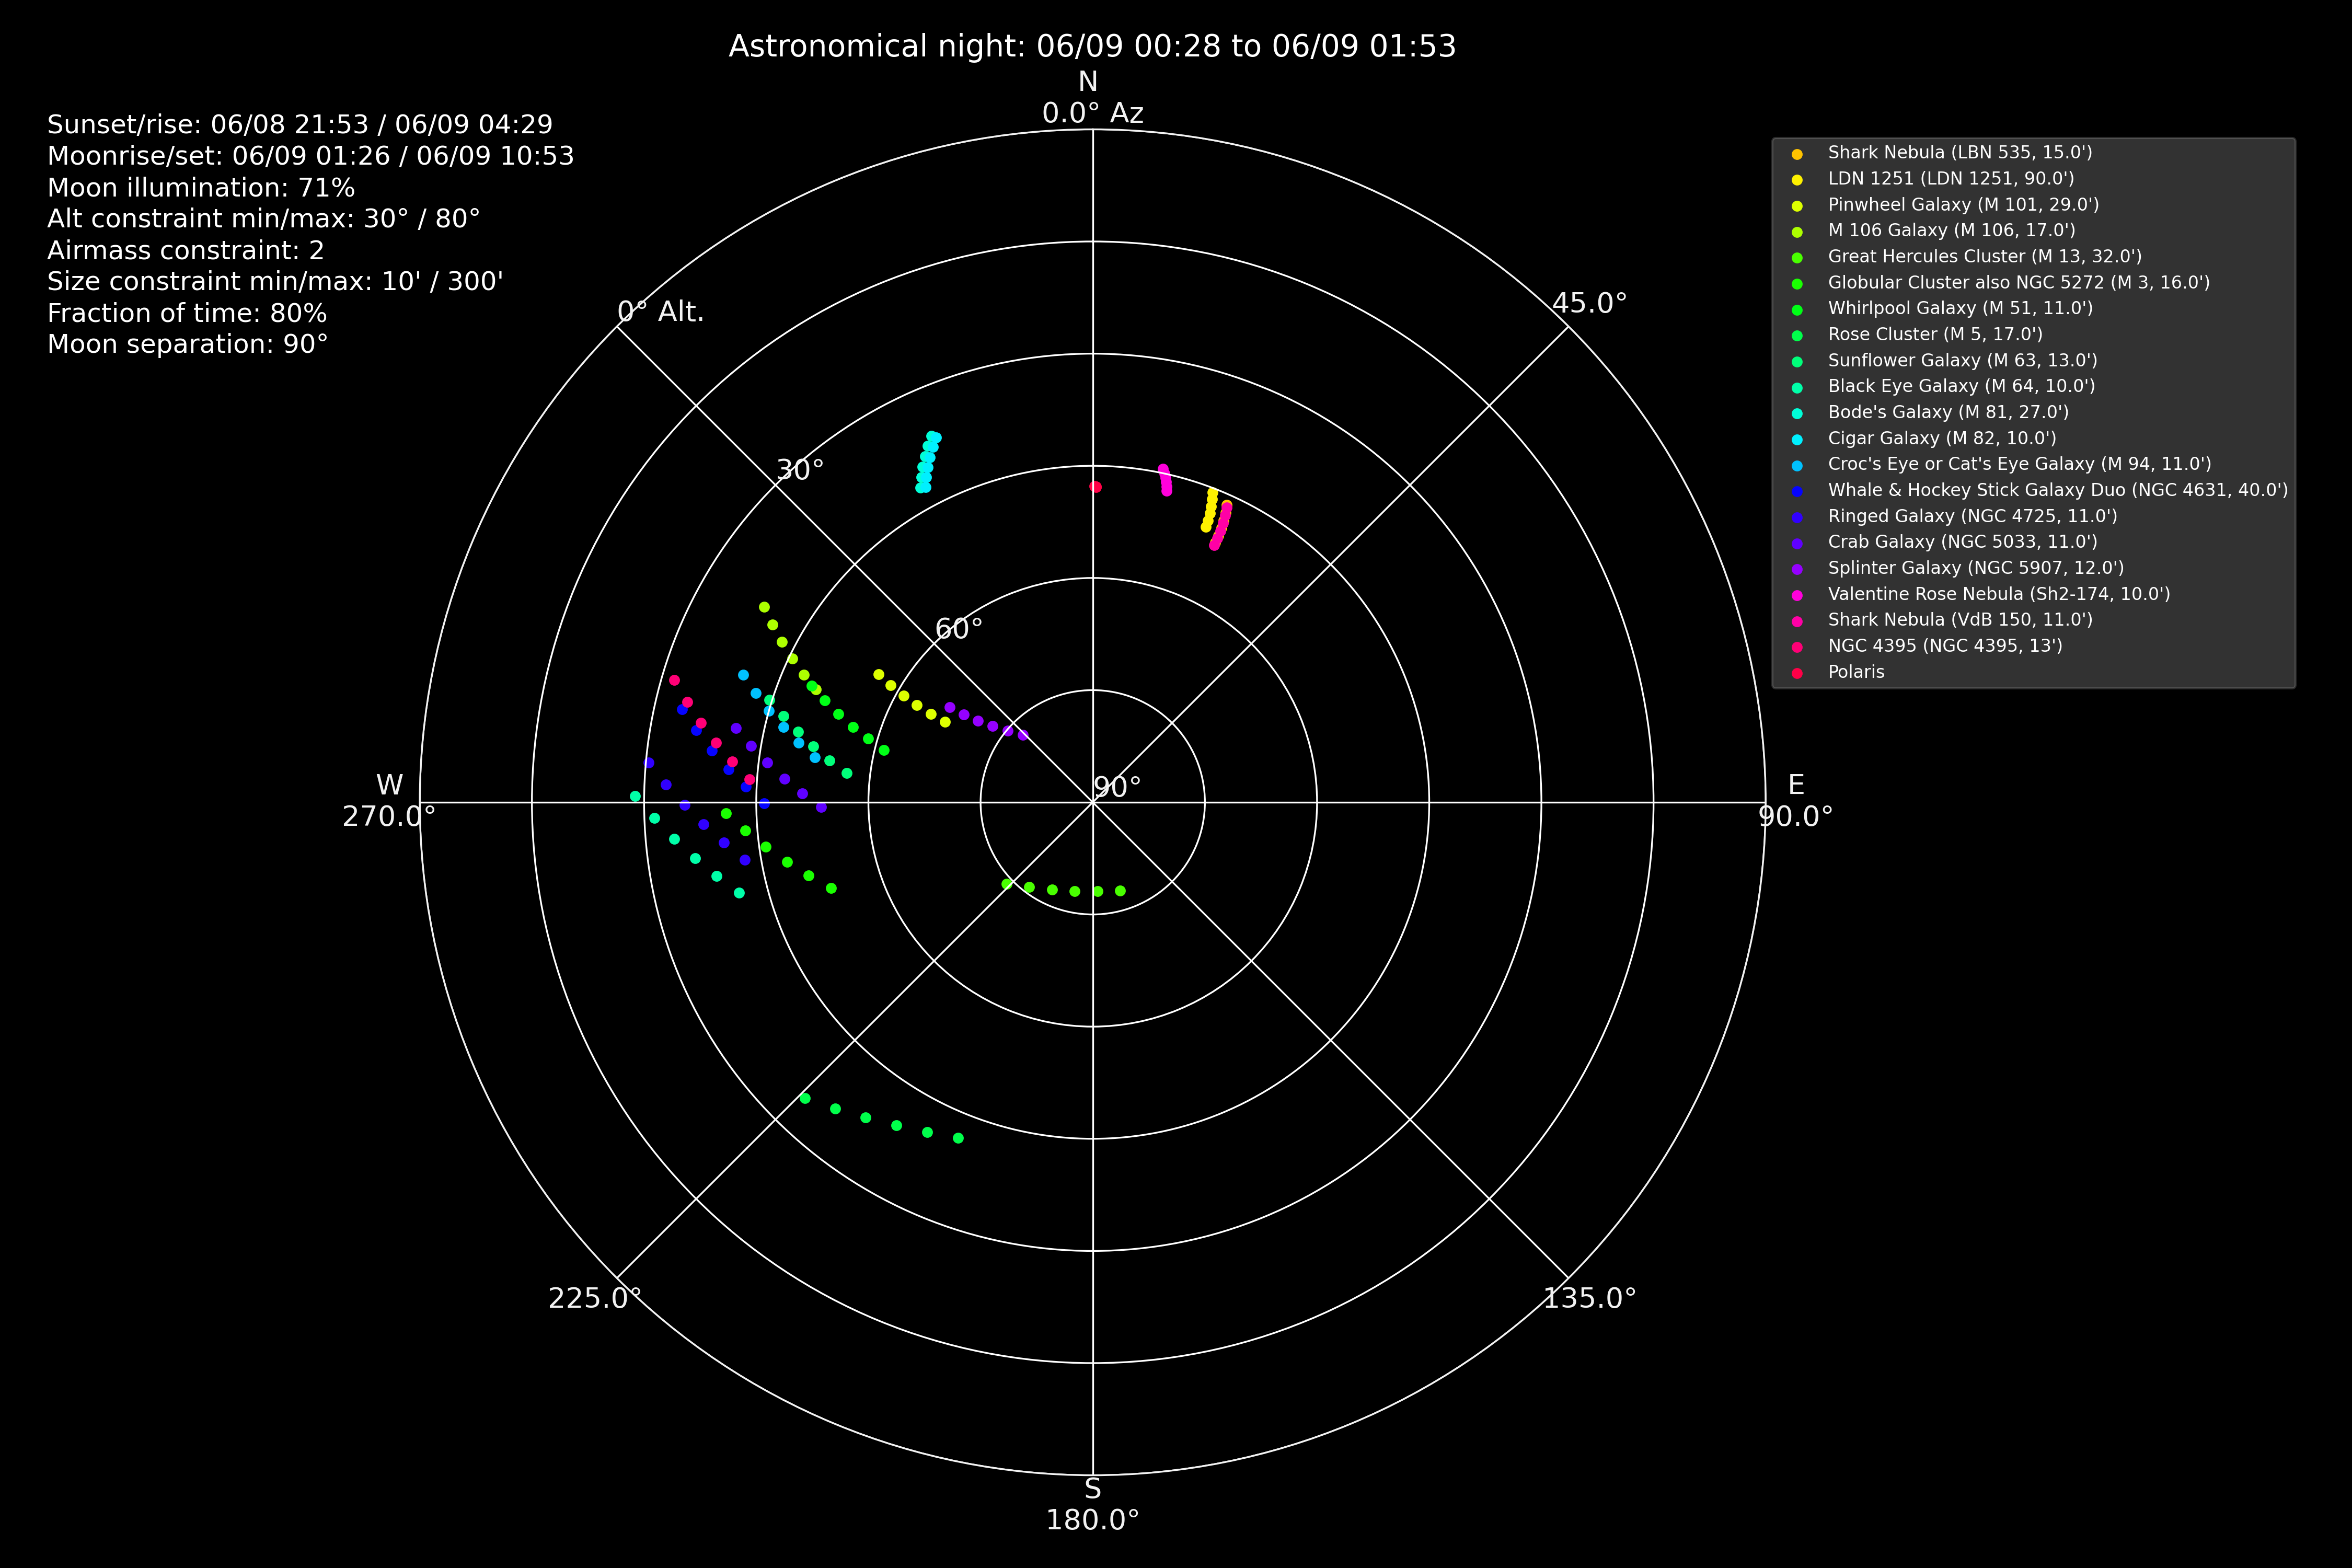 Astronomical night: 06/09 00:28 to 06/09 01:53
N
0.0° Az
Sunset/rise: 06/08 21:53 / 06/09 04:29
Moonrise/set: 06/09 01:26 / 06/09 10:53
Moon illumination: 71%
Alt constraint min/max: 30° / 80°
Airmass constraint: 2
Size constraint min/max: 10' / 300'
Fraction of time: 80%
Moon separation: 90°
Shark Nebula (LBN 535, 15.0')
LDN 1251 (LDN 1251, 90.0')
Pinwheel Galaxy (M 101, 29.0')
M 106 Galaxy (M 106, 17.0')
Great Hercules Cluster (M 13, 32.0')
Globular Cluster also NGC 5272 (M 3, 16.0')
Whirlpool Galaxy (M 51, 11.0')
Rose Cluster (M 5, 17.0')
Sunflower Galaxy (M 63, 13.0')
Black Eye Galaxy (M 64, 10.0')
Bode's Galaxy (M 81, 27.0')
Cigar Galaxy (M 82, 10.0')
Croc's Eye or Cat's Eye Galaxy (M 94, 11.0')
Whale & Hockey Stick Galaxy Duo (NGC 4631, 40.0')
Ringed Galaxy (NGC 4725, 11.0')
Crab Galaxy (NGC 5033, 11.0')
Splinter Galaxy (NGC 5907, 12.0')
Valentine Rose Nebula (Sh2-174, 10.0')
Shark Nebula (VdB 150, 11.0')
NGC 4395 (NGC 4395, 13')
Polaris
0° Alt.
45.0°
30°
60°
90°
W
270.0°
E
90.0°
225.0°
135.0°
S
180.0°